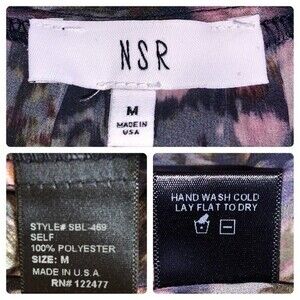 NSR
M
MADE IN
USA
STYLE# SBL-469
SELF
100% POLYESTER
SIZE: M
MADE IN U.S.A
RN# 122477
HAND WASH COLD
LAY FLAT TO DRY